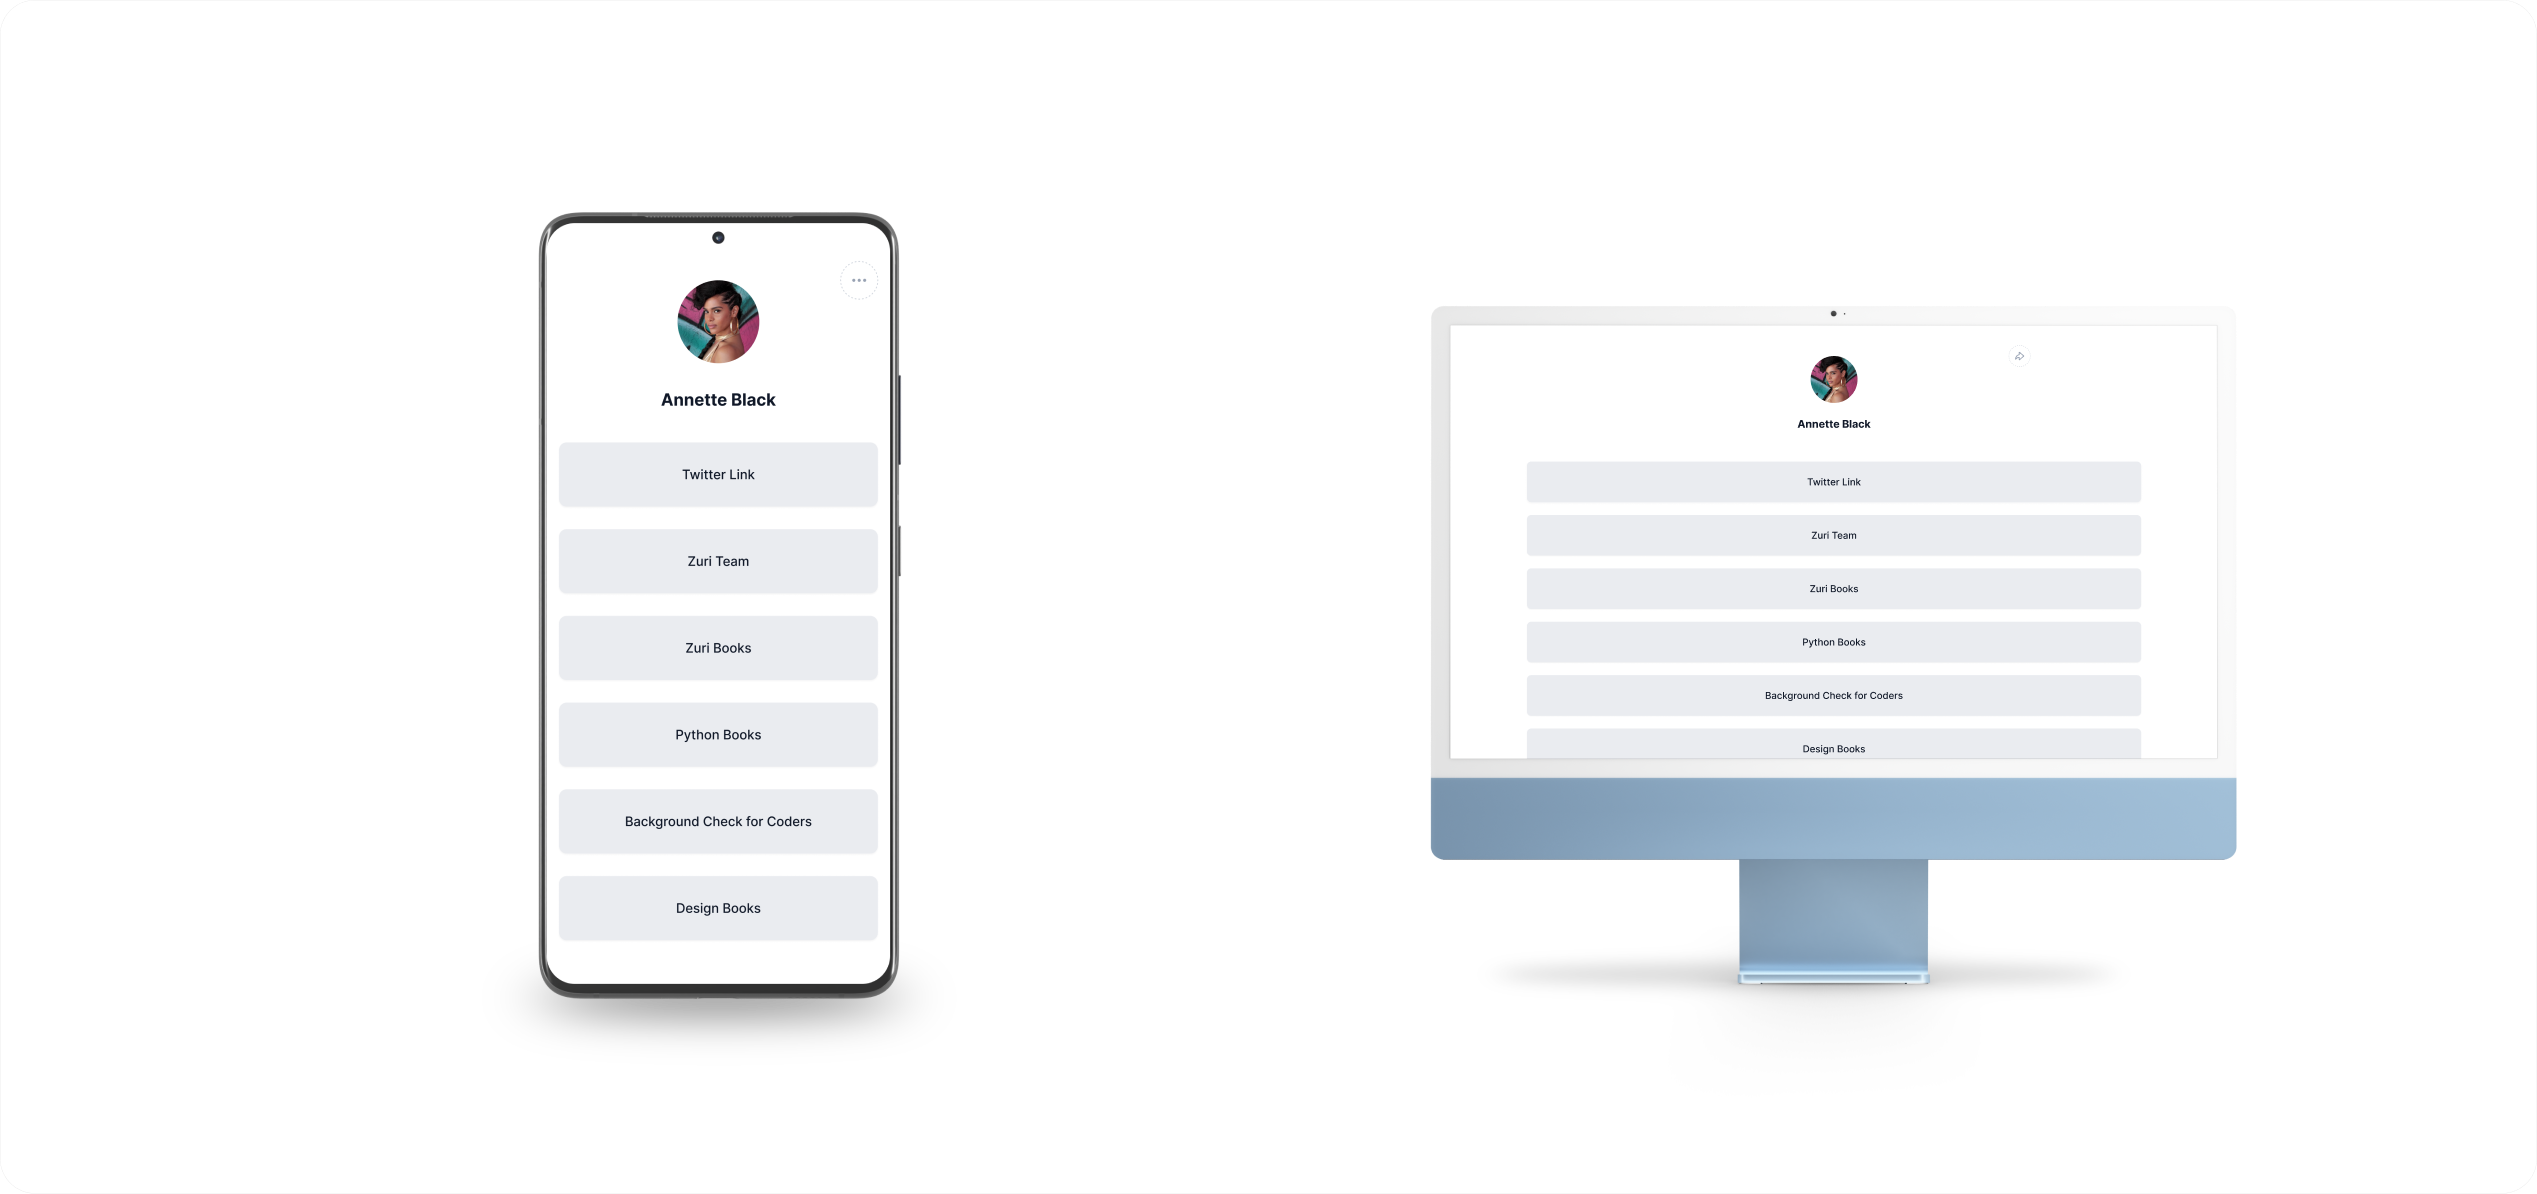 Annette Black
Twitter Link
Zuri Team
Zuri Books
Python Books
Background Check for Coders
Design Books
Annette Black
Twitter Link
Zuri Team
Zuri Books
Python Books
Background Check for Coders
Design Books